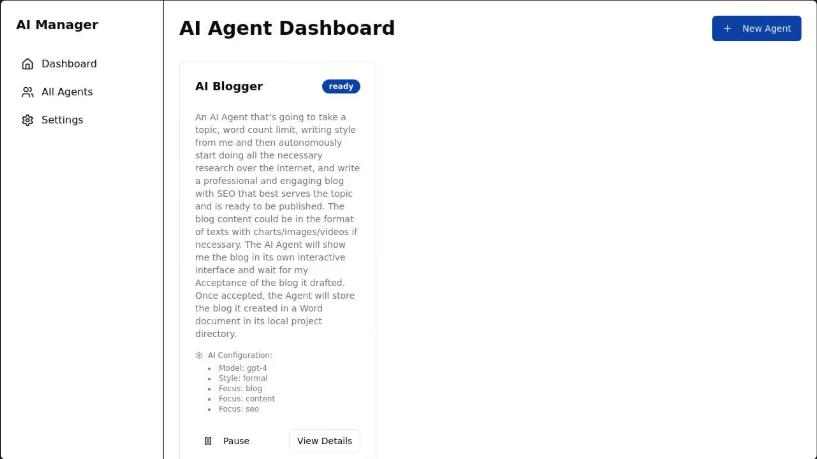 AI Manager
Dashboard
All Agents
Settings
AI Agent Dashboard
+ New Agent
AI Blogger
ready
An AI Agent that's going to take a
topic, word count limit, writing style
from me and then autonomously
start doing all the necessary
research over the internet, and write
a professional and engaging blog
with SEO that best serves the topic
and is ready to be published. The
blog content could be in the format
of texts with charts/images/videos if
necessary. The AI Agent will show
me the blog in its own interactive
interface and wait for my
Acceptance of the blog it drafted.
Once accepted, the Agent will store
the blog it created in a Word
document in its local project
directory.
AI Configuration:
• Model: gpt-4
• Style: formal
• Focus: blog
• Focus: content
• Focus: seo
Pause
View Details